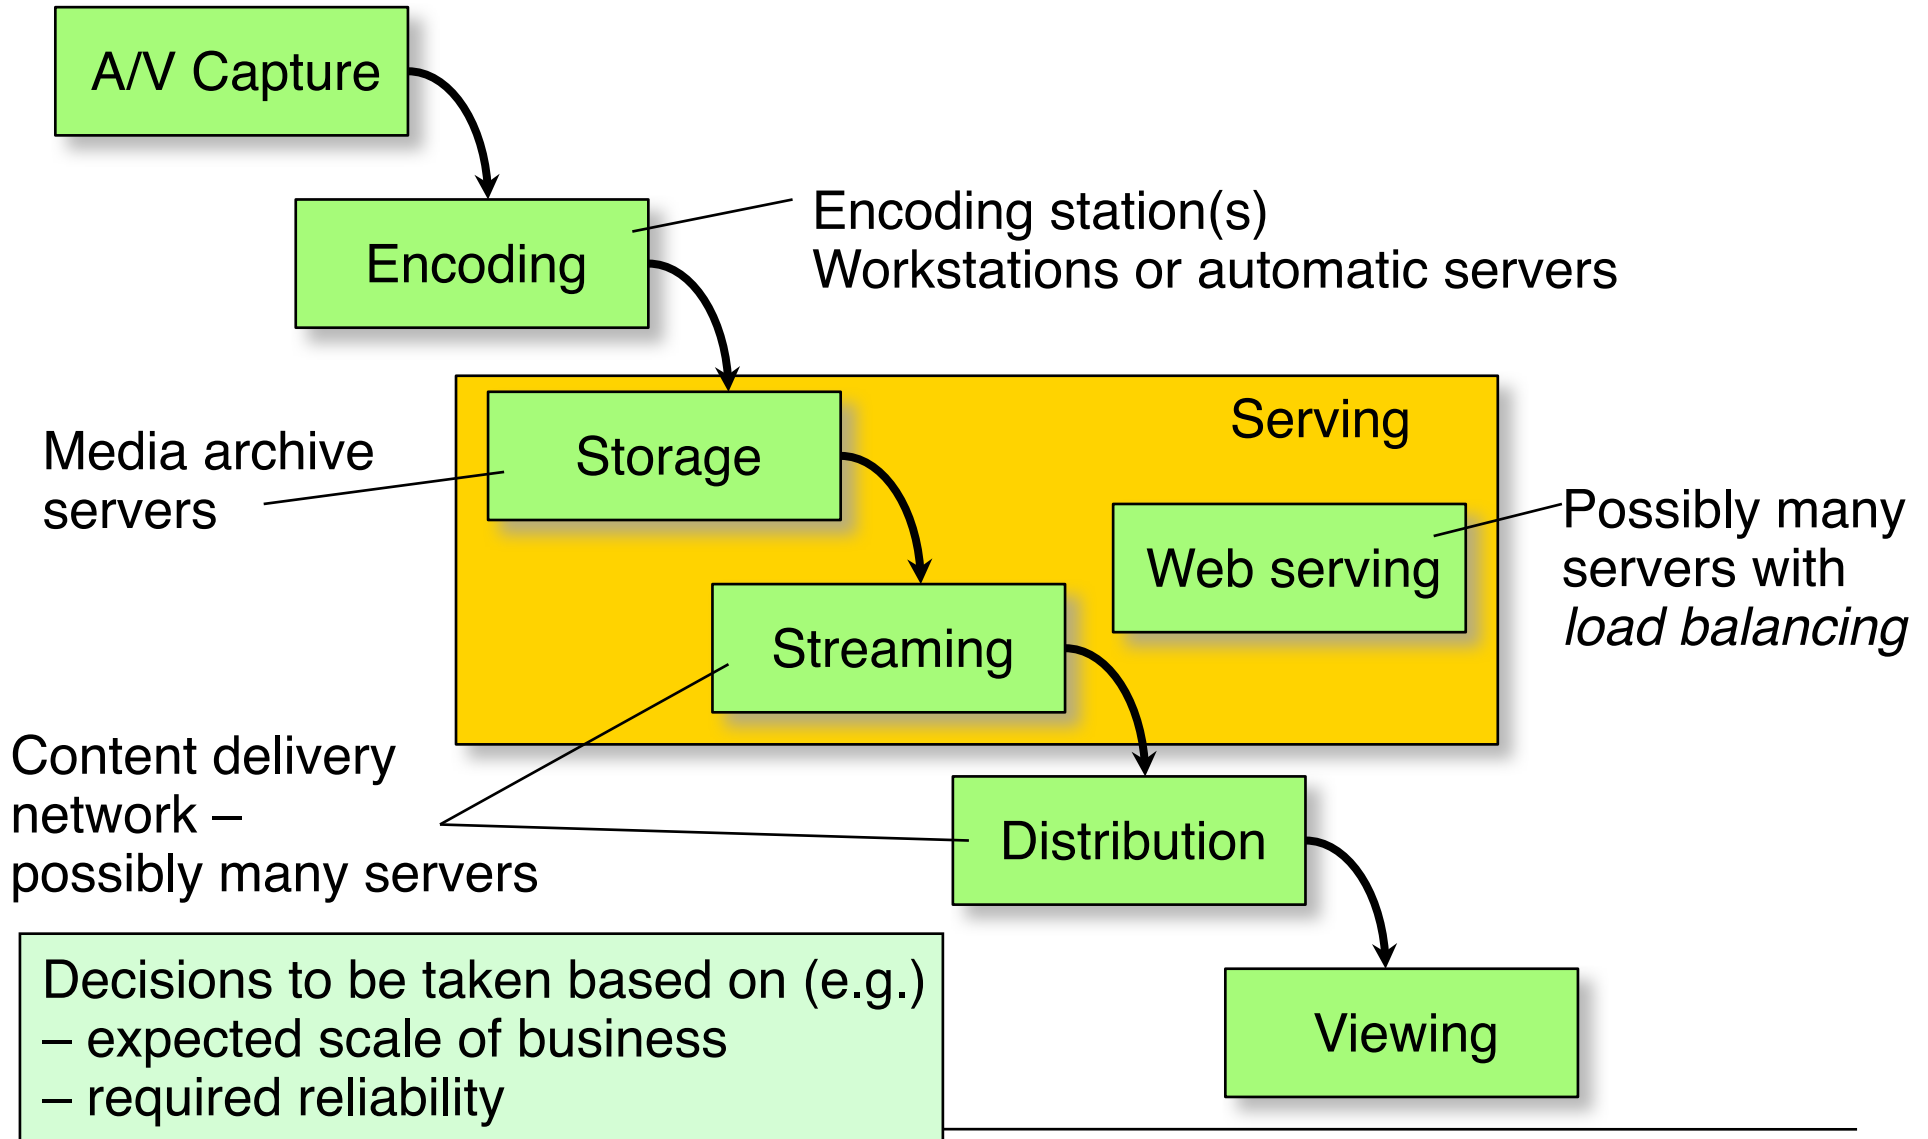 A/V Capture
Encoding
Encoding station(s)
Workstations or automatic servers
Serving
Storage
Media archive
servers
Web serving
Possibly many
servers with
load balancing
Streaming
Content delivery
network –
possibly many servers
Distribution
Viewing
Decisions to be taken based on (e.g.)
– expected scale of business
– required reliability